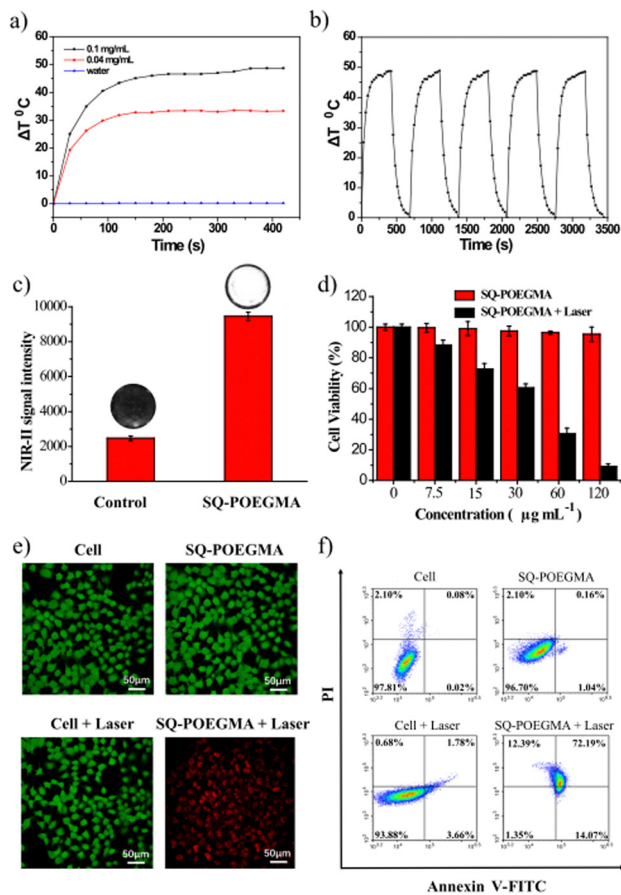 a)
0.1 mg/mL
0.04 mg/mL
water
ΔT ⁰C
60
50
40
30
20
10
0
0 100 200 300 400
Time (s)
b)
ΔT ⁰C
60
50
40
30
20
10
0
0 500 1000 1500 2000 2500 3000 3500
Time (s)
c)
NIR-II signal intensity
10000
8000
6000
4000
2000
0
Control SQ-POEGMA
d)
SQ-POEGMA
SQ-POEGMA + Laser
Cell Viability (%)
120
100
80
60
40
20
0
0 7.5 15 30 60 120
Concentration ( µg mL⁻¹)
e)
Cell SQ-POEGMA
50µm 50µm
Cell + Laser SQ-POEGMA + Laser
50µm 50µm
f)
PI
Cell SQ-POEGMA
2.10% 0.08% 2.10% 0.16%
97.81% 0.02% 96.70% 1.04%
Cell + Laser SQ-POEGMA + Laser
0.68% 1.78% 12.39% 72.19%
93.88% 3.66% 1.35% 14.07%
Annexin V-FITC